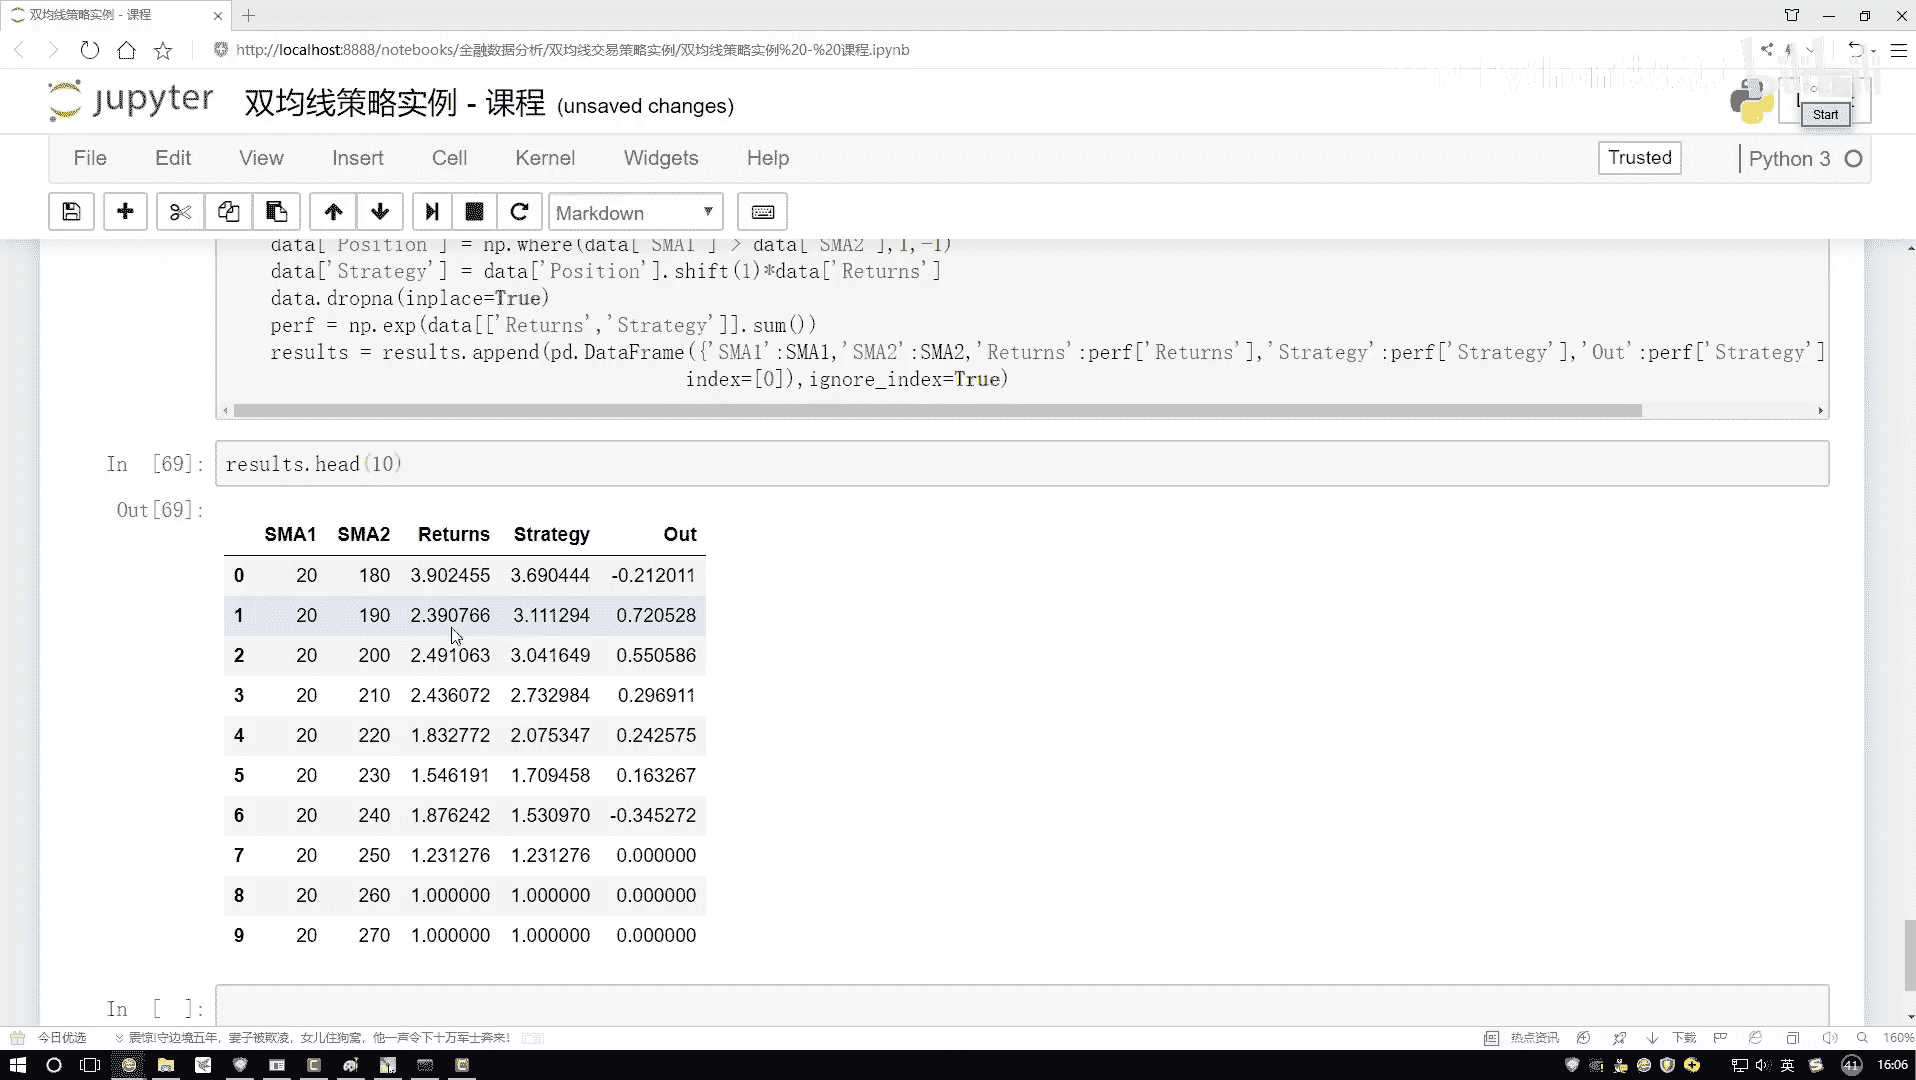 双均线策略实例 - 课程
http://localhost:8888/notebooks/金融数据分析/双均线交易策略实例/双均线策略实例%20-%20课程.ipynb
jupyter 双均线策略实例 - 课程 (unsaved changes)
Start
File Edit View Insert Cell Kernel Widgets Help Trusted Python 3
Markdown
data['Position'] = np.where(data['SMA1'] > data['SMA2'],1,-1)
data['Strategy'] = data['Position'].shift(1)*data['Returns']
data.dropna(inplace=True)
perf = np.exp(data[['Returns','Strategy']].sum())
results = results.append(pd.DataFrame({'SMA1':SMA1,'SMA2':SMA2,'Returns':perf['Returns'],'Strategy':perf['Strategy'],'Out':perf['Strategy']
index=[0]),ignore_index=True)
In [69]: results.head(10)
Out[69]:
SMA1 SMA2 Returns Strategy Out
0 20 180 3.902455 3.690444 -0.212011
1 20 190 2.390766 3.111294 0.720528
2 20 200 2.491063 3.041649 0.550586
3 20 210 2.436072 2.732984 0.296911
4 20 220 1.832772 2.075347 0.242575
5 20 230 1.546191 1.709458 0.163267
6 20 240 1.876242 1.530970 -0.345272
7 20 250 1.231276 1.231276 0.000000
8 20 260 1.000000 1.000000 0.000000
9 20 270 1.000000 1.000000 0.000000
In [ ]:
今日优选 震惊!守边境五年，妻子被欺凌，女儿住狗窝，他一声令下十万军士奔来! 热点资讯 下载 160%
英 41 16:06